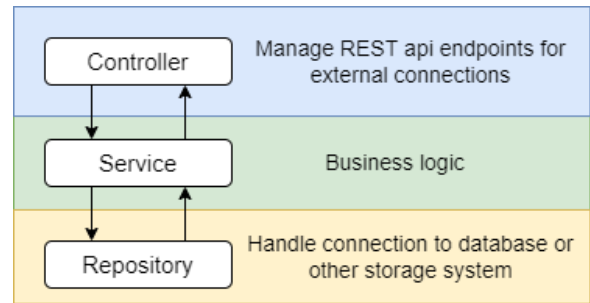 Controller
Manage REST api endpoints for
external connections
Service
Business logic
Repository
Handle connection to database or
other storage system